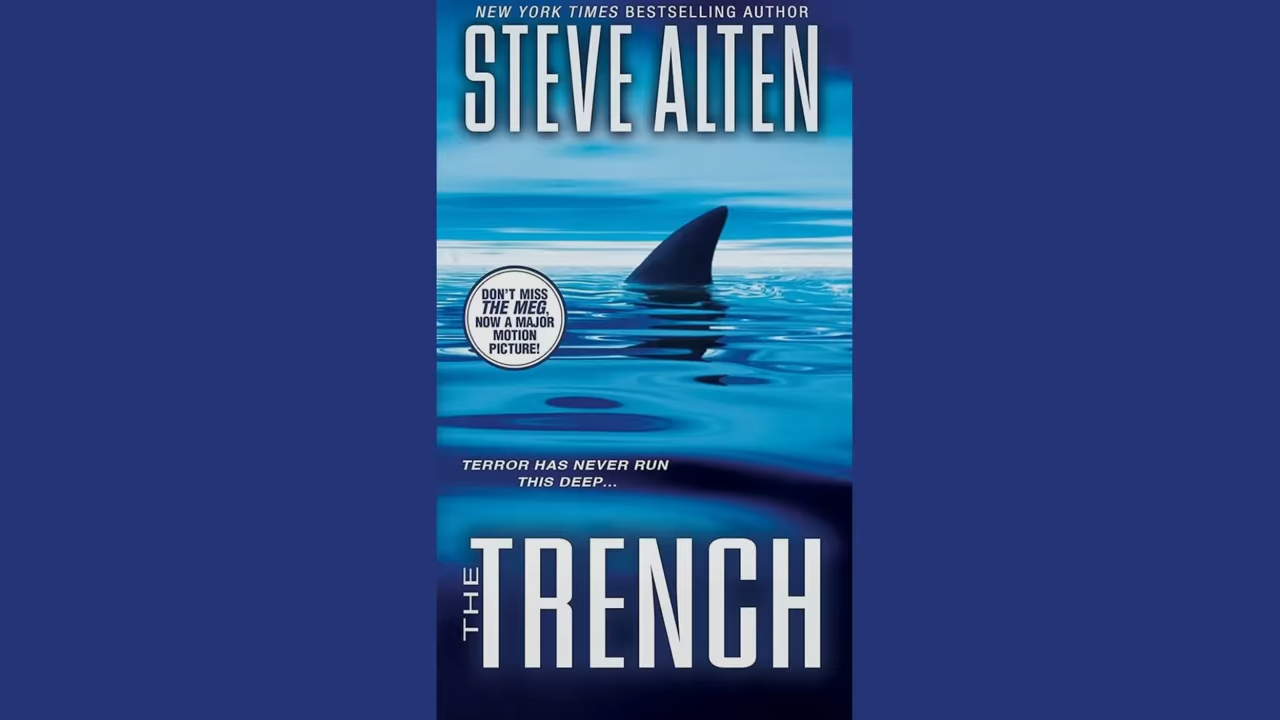 NEW YORK TIMES BESTSELLING AUTHOR
STEVE ALTEN
DON'T MISS
THE MEG,
NOW A MAJOR
MOTION
PICTURE!
TERROR HAS NEVER RUN
THIS DEEP...
THE TRENCH